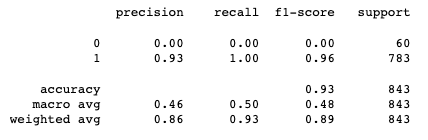 precision recall f1-score support
0 0.00 0.00 0.00 60
1 0.93 1.00 0.96 783
accuracy 0.93 843
macro avg 0.46 0.50 0.48 843
weighted avg 0.86 0.93 0.89 843